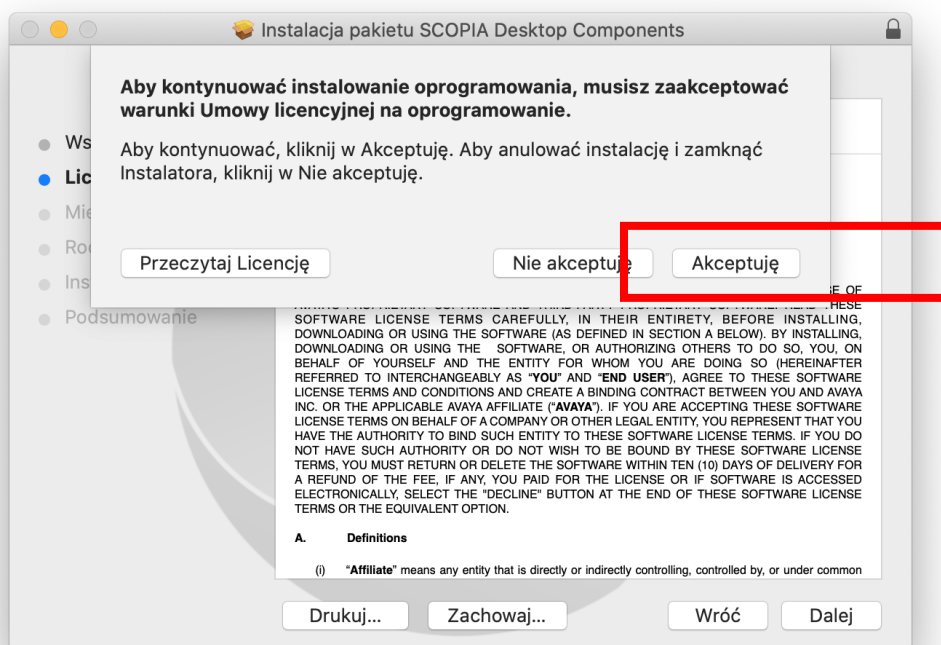 Instalacja pakietu SCOPIA Desktop Components
Aby kontynuować instalowanie oprogramowania, musisz zaakceptować
warunki Umowy licencyjnej na oprogramowanie.
Aby kontynuować, kliknij w Akceptuję. Aby anulować instalację i zamknąć
Instalatora, kliknij w Nie akceptuję.
Przeczytaj Licencję
Nie akceptuję
Akceptuję
Ws
Lic
Mie
Ro
Ins
Podsumowanie
SE OF
THESE
SOFTWARE LICENSE TERMS CAREFULLY, IN THEIR ENTIRETY, BEFORE INSTALLING,
DOWNLOADING OR USING THE SOFTWARE (AS DEFINED IN SECTION A BELOW). BY INSTALLING,
DOWNLOADING OR USING THE SOFTWARE, OR AUTHORIZING OTHERS TO DO SO, YOU, ON
BEHALF OF YOURSELF AND THE ENTITY FOR WHOM YOU ARE DOING SO (HEREINAFTER
REFERRED TO INTERCHANGEABLY AS “YOU” AND “END USER”), AGREE TO THESE SOFTWARE
LICENSE TERMS AND CONDITIONS AND CREATE A BINDING CONTRACT BETWEEN YOU AND AVAYA
INC. OR THE APPLICABLE AVAYA AFFILIATE (“AVAYA”). IF YOU ARE ACCEPTING THESE SOFTWARE
LICENSE TERMS ON BEHALF OF A COMPANY OR OTHER LEGAL ENTITY, YOU REPRESENT THAT YOU
HAVE THE AUTHORITY TO BIND SUCH ENTITY TO THESE SOFTWARE LICENSE TERMS. IF YOU DO
NOT HAVE SUCH AUTHORITY OR DO NOT WISH TO BE BOUND BY THESE SOFTWARE LICENSE
TERMS, YOU MUST RETURN OR DELETE THE SOFTWARE WITHIN TEN (10) DAYS OF DELIVERY FOR
A REFUND OF THE FEE, IF ANY, YOU PAID FOR THE LICENSE OR IF SOFTWARE IS ACCESSED
ELECTRONICALLY, SELECT THE "DECLINE" BUTTON AT THE END OF THESE SOFTWARE LICENSE
TERMS OR THE EQUIVALENT OPTION.
A. Definitions
(i) “Affiliate” means any entity that is directly or indirectly controlling, controlled by, or under common
Drukuj...
Zachowaj...
Wróć
Dalej